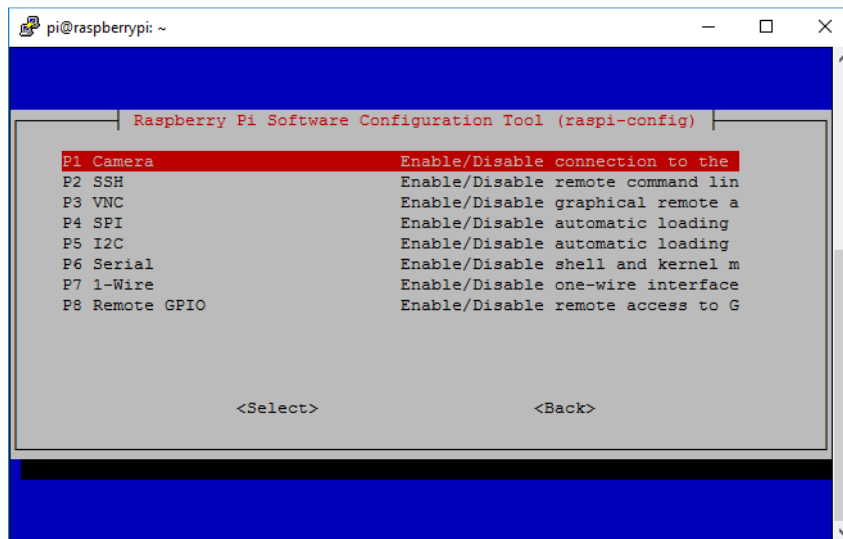 pi@raspberrypi: ~
Raspberry Pi Software Configuration Tool (raspi-config)
P1 Camera Enable/Disable connection to the
P2 SSH Enable/Disable remote command lin
P3 VNC Enable/Disable graphical remote a
P4 SPI Enable/Disable automatic loading
P5 I2C Enable/Disable automatic loading
P6 Serial Enable/Disable shell and kernel m
P7 1-Wire Enable/Disable one-wire interface
P8 Remote GPIO Enable/Disable remote access to G
<Select> <Back>